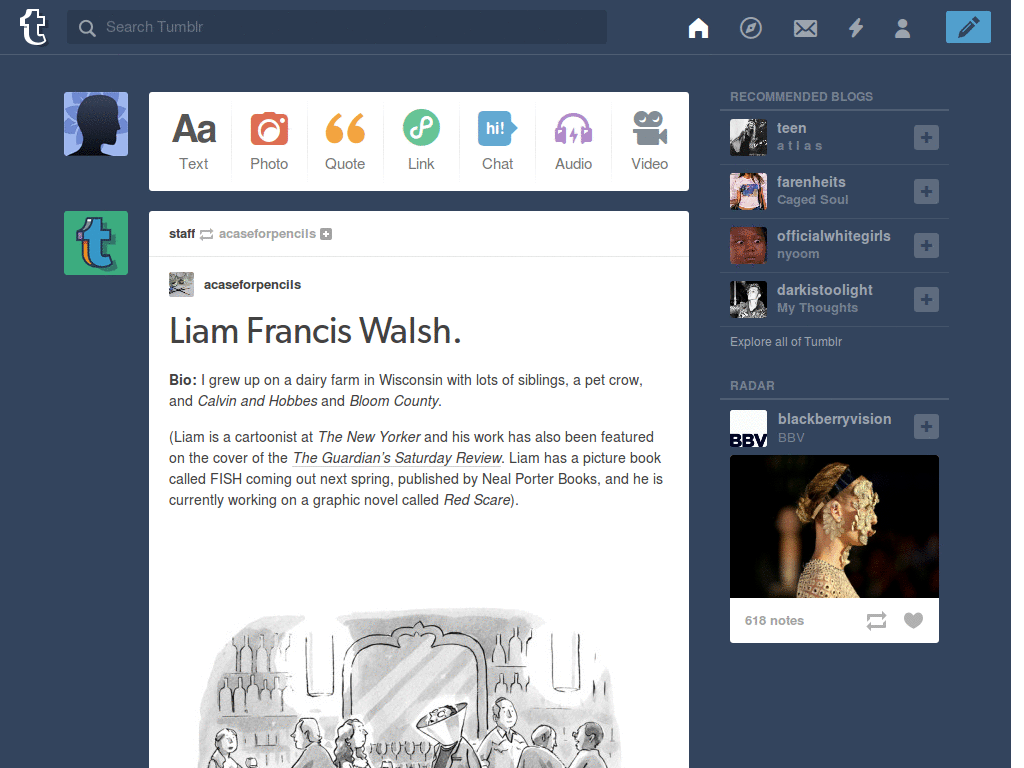 t Search Tumblr
Aa
hi!
Text Photo Quote Link Chat Audio Video
staff acaseforpencils
acaseforpencils
Liam Francis Walsh.
Bio: I grew up on a dairy farm in Wisconsin with lots of siblings, a pet crow,
and Calvin and Hobbes and Bloom County.
(Liam is a cartoonist at The New Yorker and his work has also been featured
on the cover of the The Guardian’s Saturday Review. Liam has a picture book
called FISH coming out next spring, published by Neal Porter Books, and he is
currently working on a graphic novel called Red Scare).
RECOMMENDED BLOGS
teen
a t l a s
farenheits
Caged Soul
officialwhitegirls
nyoom
darkistoolight
My Thoughts
Explore all of Tumblr
RADAR
BBV
blackberryvision
BBV
618 notes